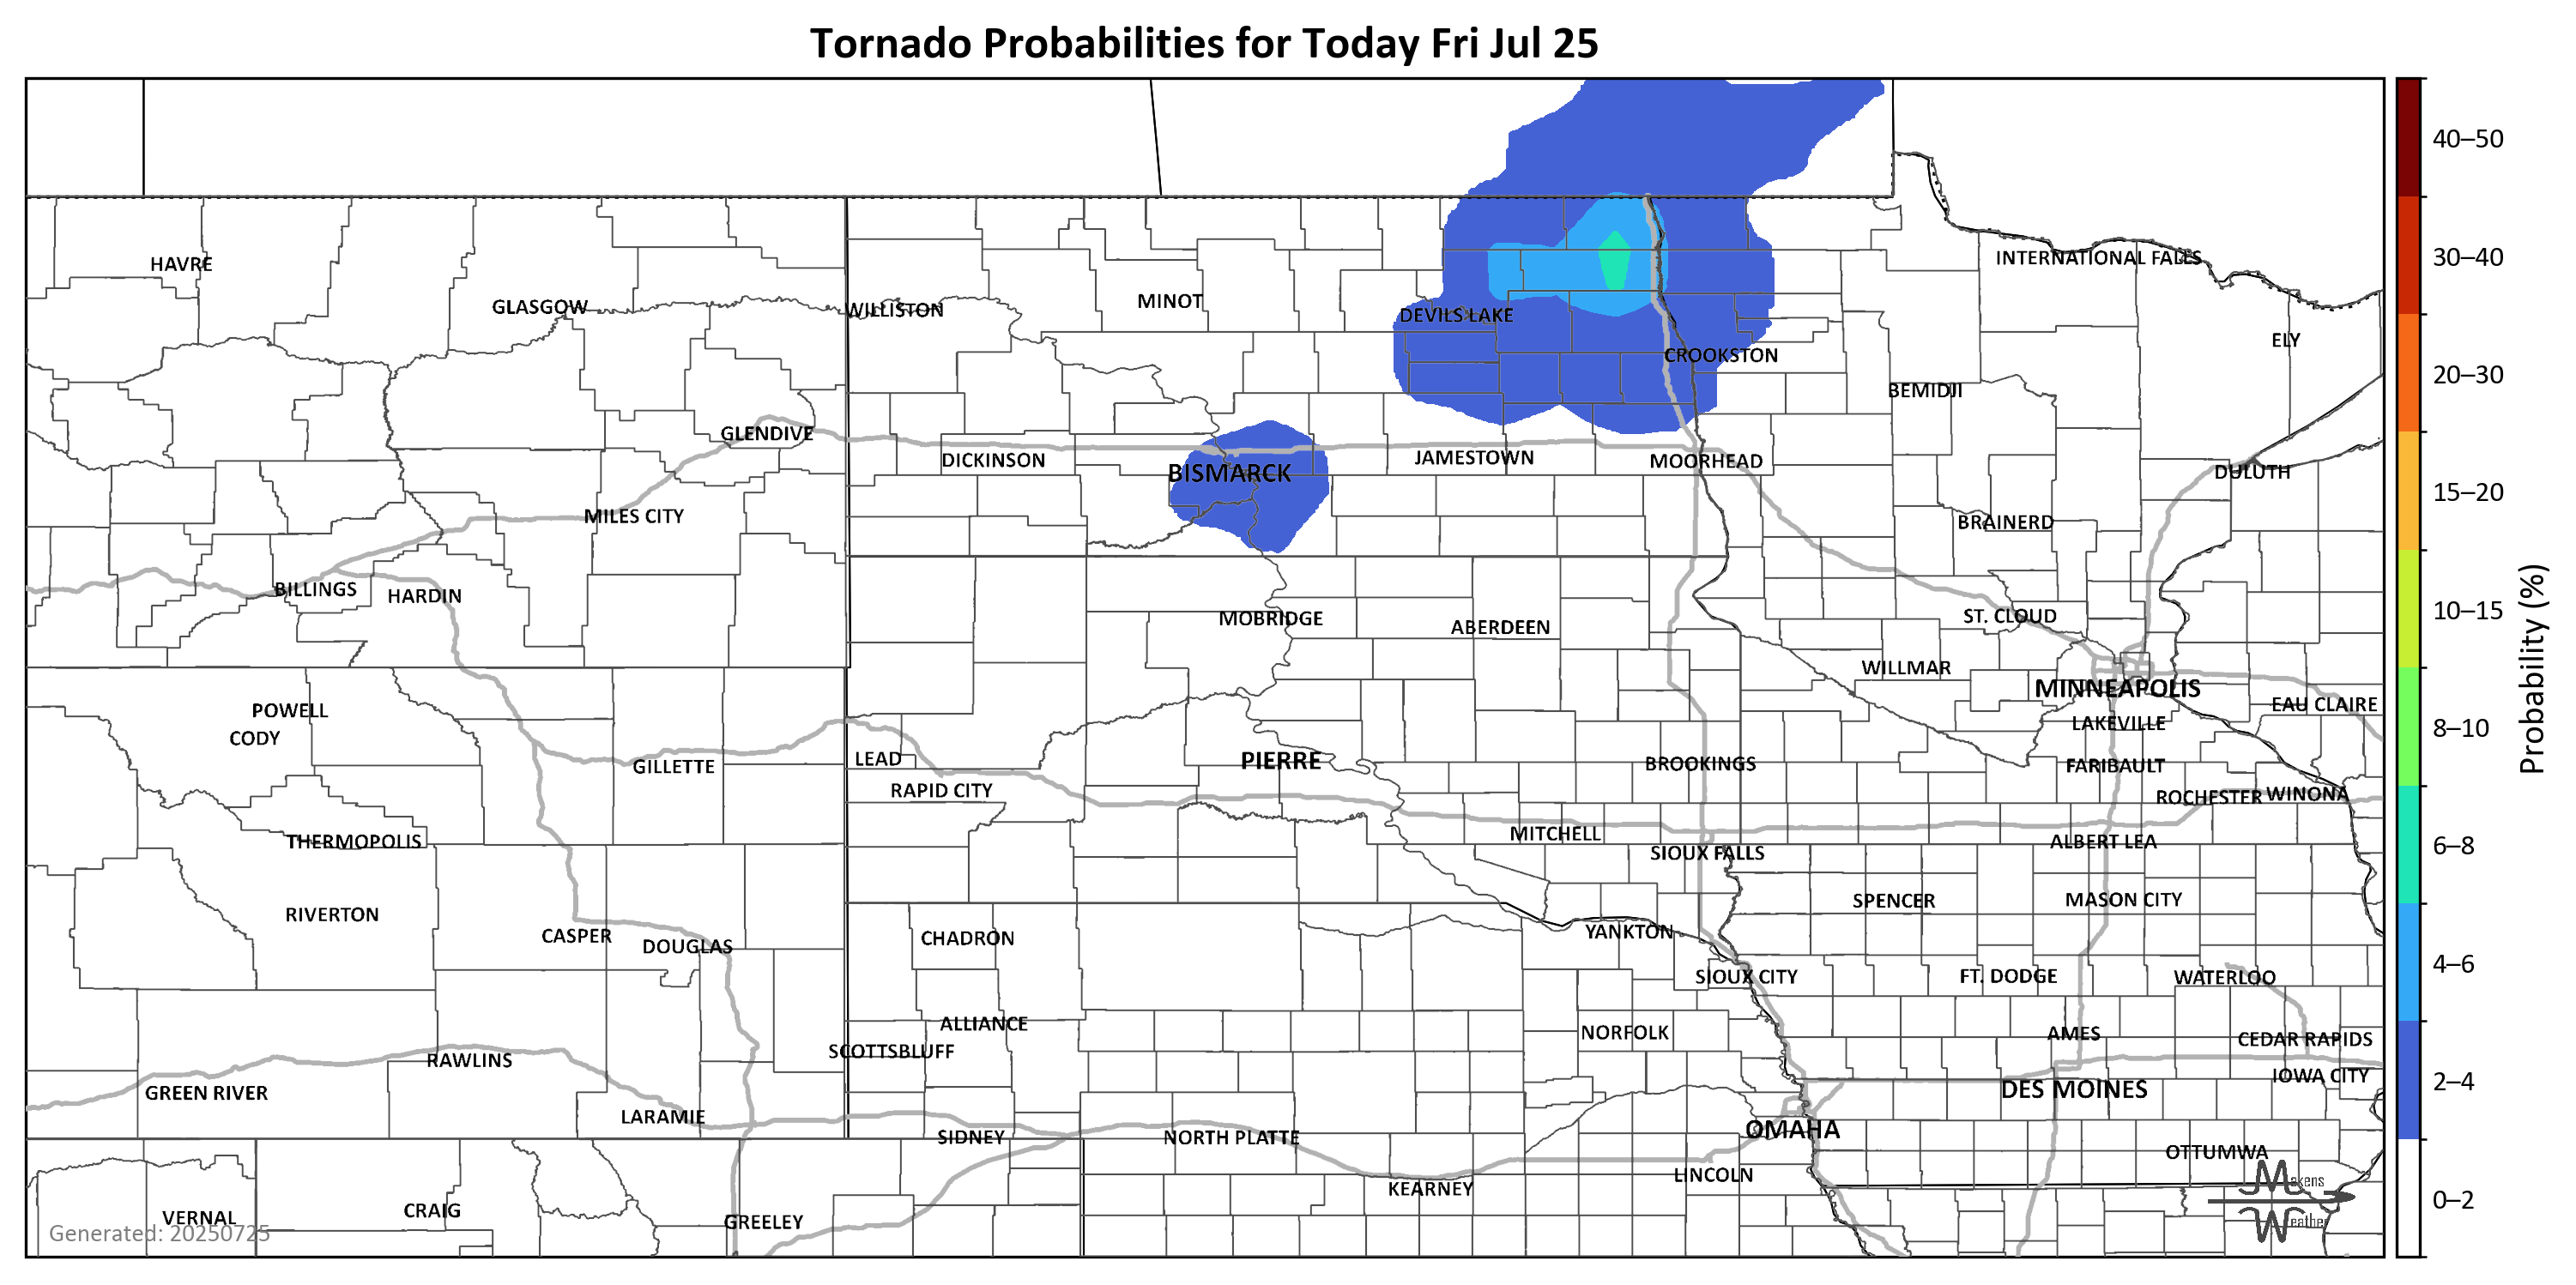 Tornado Probabilities for Today Fri Jul 25
40–50
HAVRE
INTERNATIONAL FALLS
30–40
GLASGOW
WILLISTON
MINOT
DEVILS LAKE
ELY
CROOKSTON
20–30
BEMIDJI
GLENDIVE
DICKINSON
JAMESTOWN
MOORHEAD
BISMARCK
DULUTH
15–20
MILES CITY
BRAINERD
BILLINGS
HARDIN
MOBRIDGE
ABERDEEN
ST. CLOUD
10–15
WILLMAR
MINNEAPOLIS
Probability (%)
POWELL
EAU CLAIRE
CODY
LAKEVILLE
8–10
GILLETTE
LEAD
PIERRE
BROOKINGS
FARIBAULT
RAPID CITY
ROCHESTER
WINONA
THERMOPOLIS
MITCHELL
ALBERT LEA
6–8
SIOUX FALLS
SPENCER
MASON CITY
RIVERTON
CASPER
DOUGLAS
CHADRON
YANKTON
4–6
SIOUX CITY
FT. DODGE
WATERLOO
ALLIANCE
NORFOLK
AMES
CEDAR RAPIDS
SCOTTSBLUFF
RAWLINS
IOWA CITY
2–4
GREEN RIVER
DES MOINES
LARAMIE
SIDNEY
NORTH PLATTE
OMAHA
OTTUMWA
LINCOLN
KEARNEY
Makens
0–2
CRAIG
VERNAL
GREELEY
Weather
Generated: 20250725